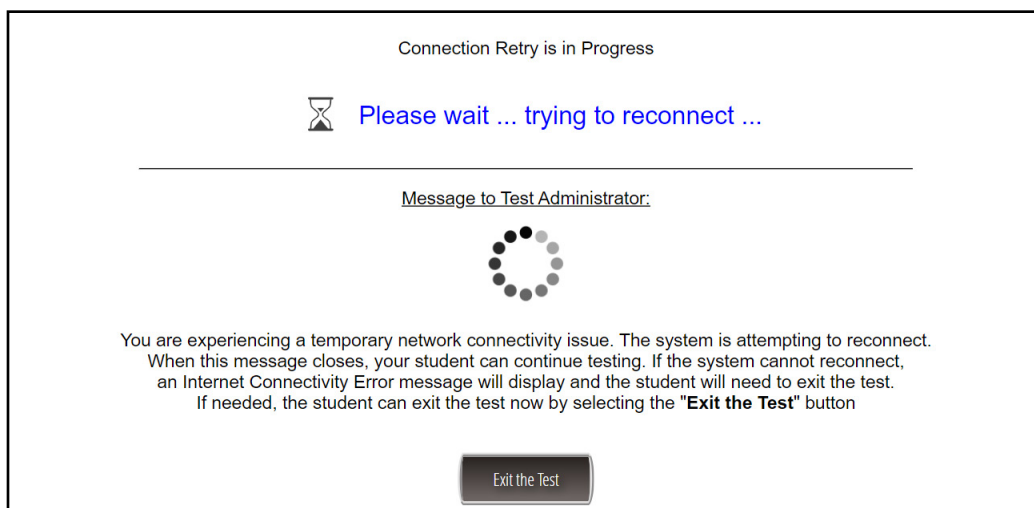 Connection Retry is in Progress
Please wait ... trying to reconnect ...
Message to Test Administrator:
You are experiencing a temporary network connectivity issue. The system is attempting to reconnect.
When this message closes, your student can continue testing. If the system cannot reconnect,
an Internet Connectivity Error message will display and the student will need to exit the test.
If needed, the student can exit the test now by selecting the "Exit the Test" button
Exit the Test